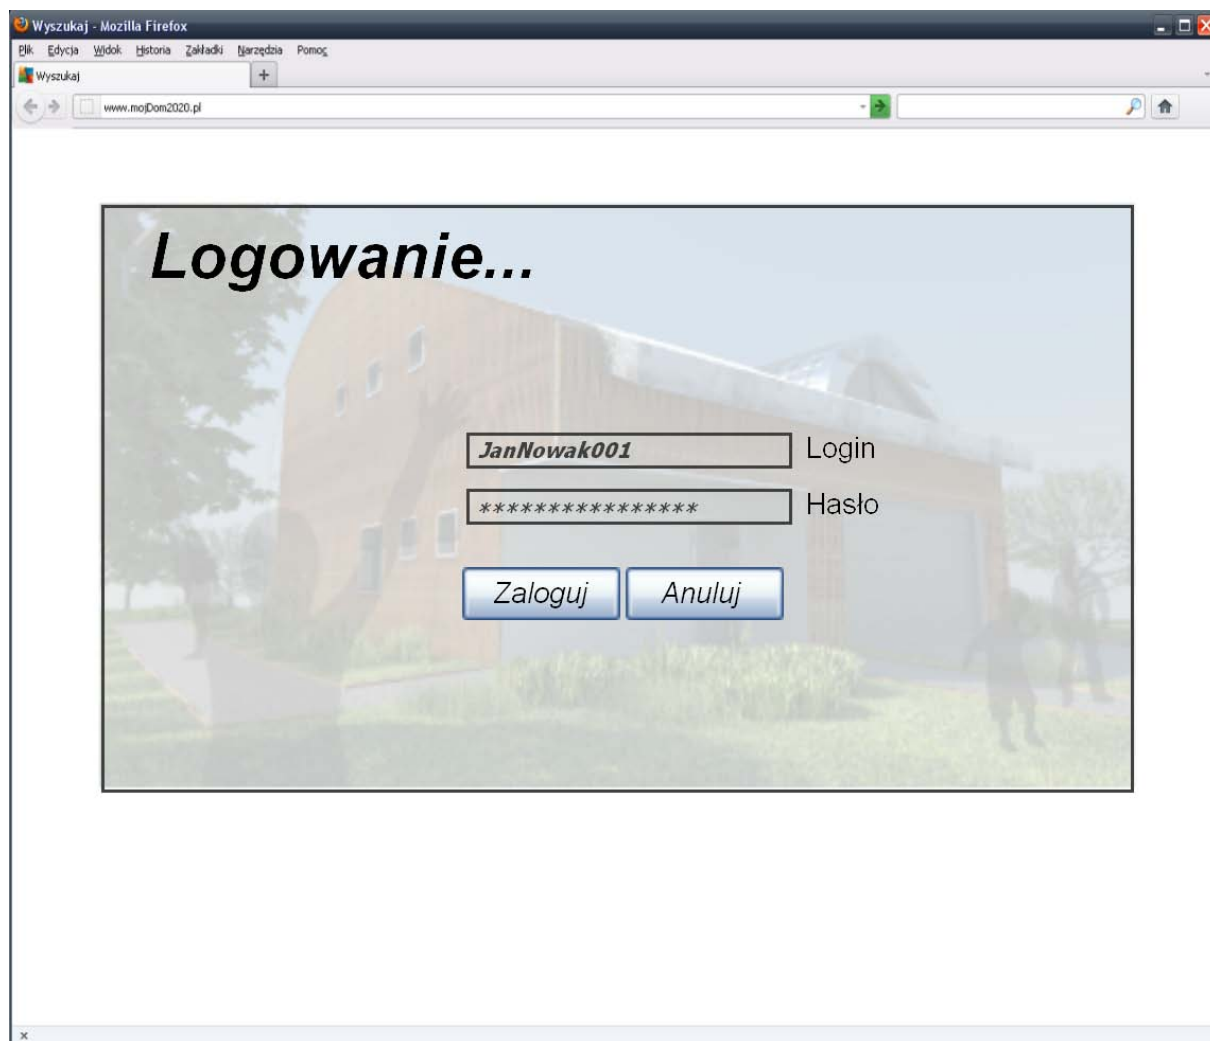 Wyszukaj - Mozilla Firefox
Plik Edycja Widok Historia Zakładki Narzędzia Pomoc
Wyszukaj
www.mojDom2020.pl
Logowanie...
JanNowak001 Login
**************** Hasło
Zaloguj Anuluj